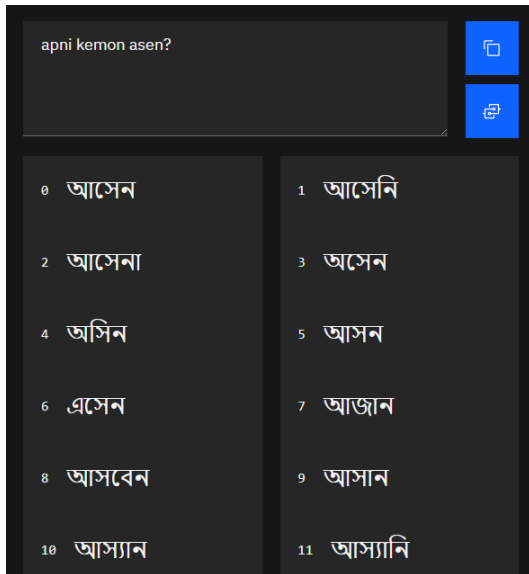 apni kemon asen?
0 আসেন
1 আসেনি
2 আসেনা
3 অসেন
4 অসিন
5 আসন
6 এসেন
7 আজান
8 আসবেন
9 আসান
10 আস্যান
11 আস্যানি